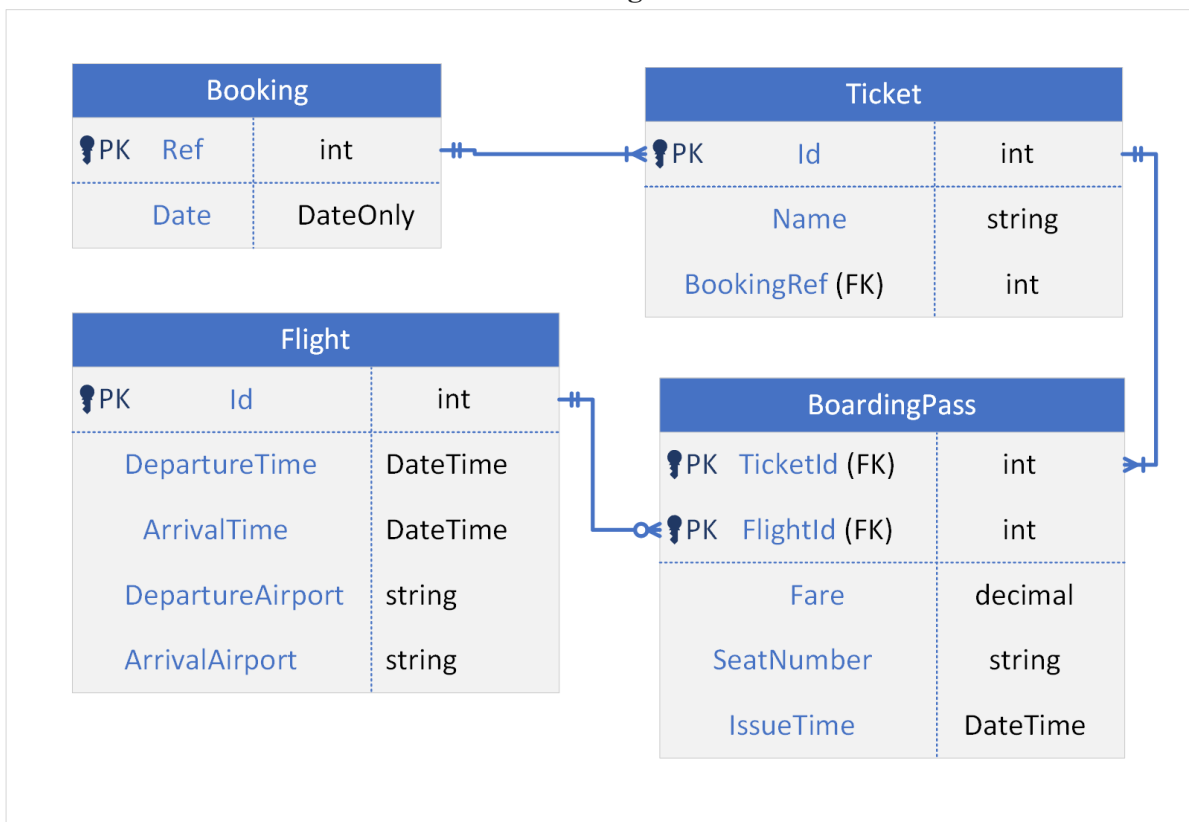 Booking
PK Ref int
Date DateOnly
Ticket
PK Id int
Name string
BookingRef (FK) int
Flight
PK Id int
DepartureTime DateTime
ArrivalTime DateTime
DepartureAirport string
ArrivalAirport string
BoardingPass
PK TicketId (FK) int
PK FlightId (FK) int
Fare decimal
SeatNumber string
IssueTime DateTime